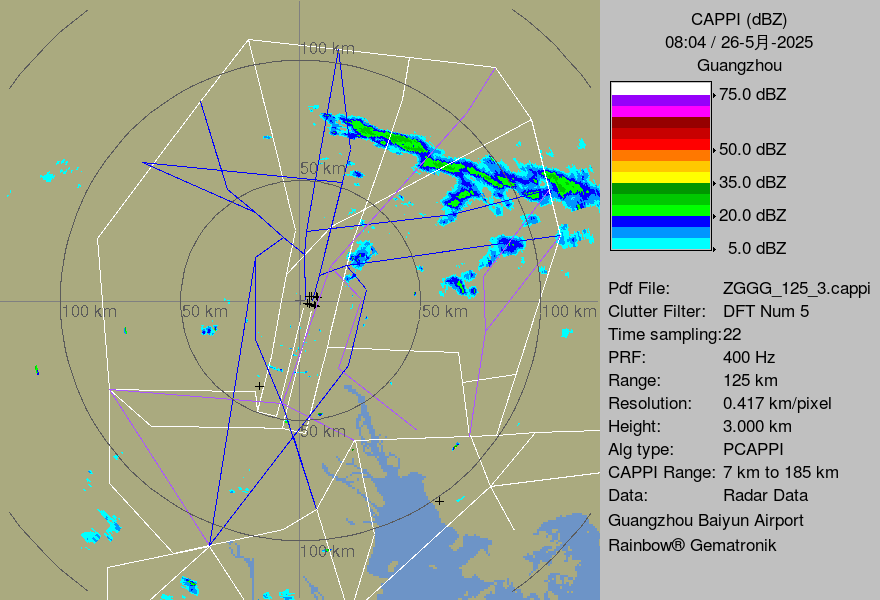 CAPPI (dBZ)
08:04 / 26-5月-2025
Guangzhou
75.0 dBZ
50.0 dBZ
35.0 dBZ
20.0 dBZ
5.0 dBZ
Pdf File: ZGGG_125_3.cappi
Clutter Filter: DFT Num 5
Time sampling:22
PRF: 400 Hz
Range: 125 km
Resolution: 0.417 km/pixel
Height: 3.000 km
Alg type: PCAPPI
CAPPI Range: 7 km to 185 km
Data: Radar Data
Guangzhou Baiyun Airport
Rainbow® Gematronik
100 km
50 km
100 km
50 km
50 km
100 km
50 km
100 km